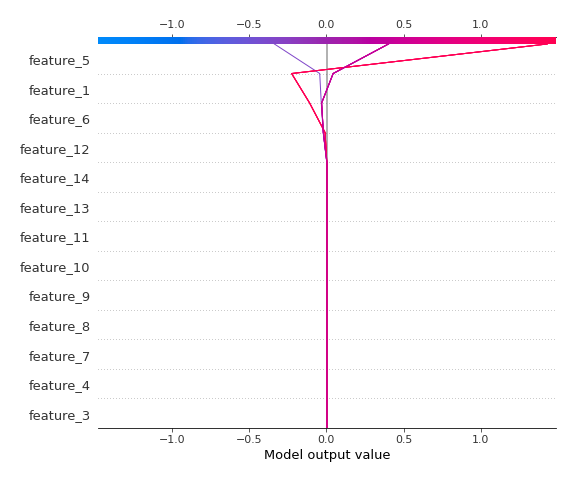 −1.0 −0.5 0.0 0.5 1.0
feature_5
feature_1
feature_6
feature_12
feature_14
feature_13
feature_11
feature_10
feature_9
feature_8
feature_7
feature_4
feature_3
−1.0 −0.5 0.0 0.5 1.0
Model output value